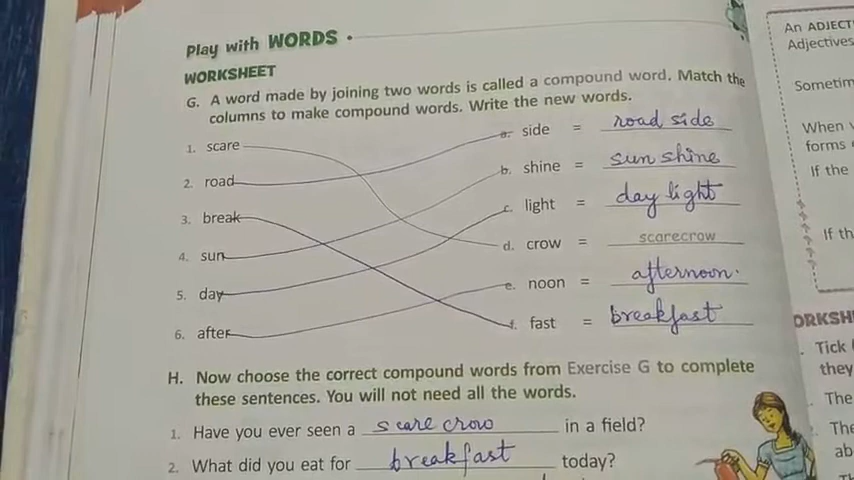 Play with WORDS
WORKSHEET
G. A word made by joining two words is called a compound word. Match the
columns to make compound words. Write the new words.
1. scare a. side = road side
2. road b. shine = sun shine
3. break c. light = day light
4. sun d. crow = scarecrow
5. day e. noon = afternoon.
6. after f. fast = breakfast
H. Now choose the correct compound words from Exercise G to complete
these sentences. You will not need all the words.
1. Have you ever seen a scare crow in a field?
2. What did you eat for breakfast today?
An ADJECT
Adjectives
Sometim
When
forms
If the
If th
ORKSH
Tick
they
The
The
ab